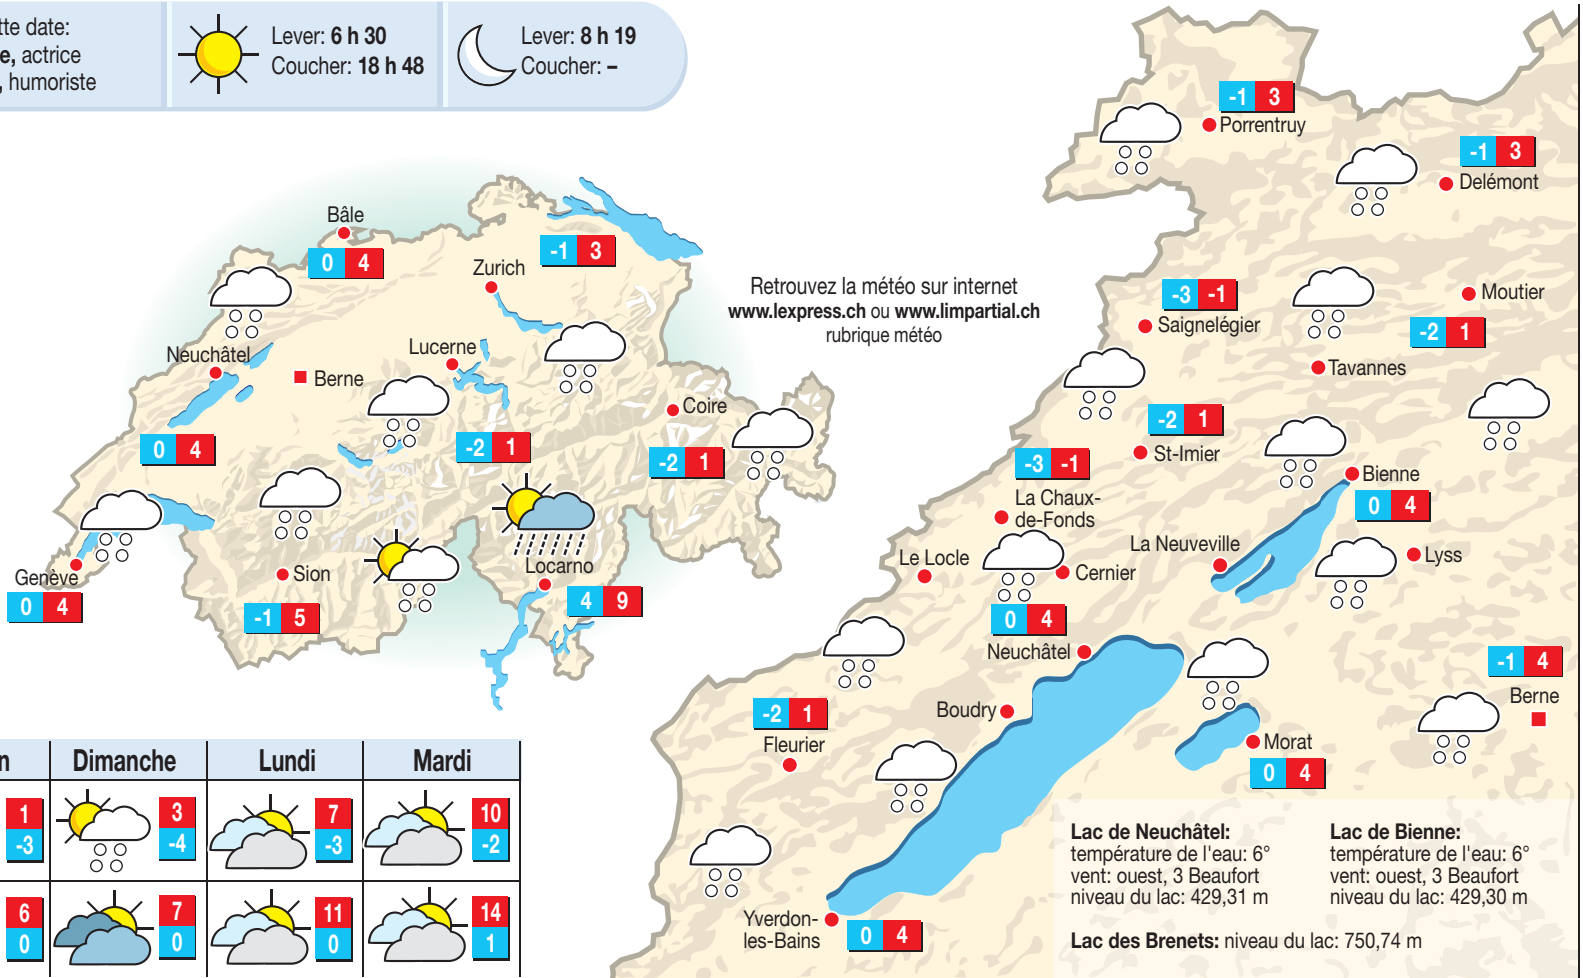 tte date:
e, actrice
, humoriste
Lever: 6 h 30
Coucher: 18 h 48
Lever: 8 h 19
Coucher: –
Bâle
0 4
-1 3
Zurich
Neuchâtel
Berne
Lucerne
Coire
0 4
-2 1
-2 1
Genève
0 4
Sion
-1 5
Locarno
4 9
Retrouvez la météo sur internet
www.lexpress.ch ou www.limpartial.ch
rubrique météo
-1 3
Porrentruy
-1 3
Delémont
-3 -1
Saignelégier
Moutier
-2 1
Tavannes
-2 1
St-Imier
-3 -1
La Chaux-
de-Fonds
Bienne
0 4
La Neuveville
Lyss
Le Locle
Cernier
0 4
Neuchâtel
-1 4
Berne
Boudry
-2 1
Fleurier
Morat
0 4
Yverdon-
les-Bains
0 4
n
Dimanche
Lundi
Mardi
1
-3
3
-4
7
-3
10
-2
6
0
7
0
11
0
14
1
Lac de Neuchâtel:
température de l'eau: 6°
vent: ouest, 3 Beaufort
niveau du lac: 429,31 m
Lac de Bienne:
température de l'eau: 6°
vent: ouest, 3 Beaufort
niveau du lac: 429,30 m
Lac des Brenets: niveau du lac: 750,74 m